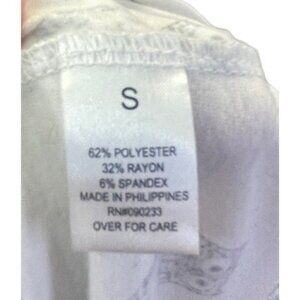 S
62% POLYESTER
32% RAYON
6% SPANDEX
MADE IN PHILIPPINES
RN#090233
OVER FOR CARE